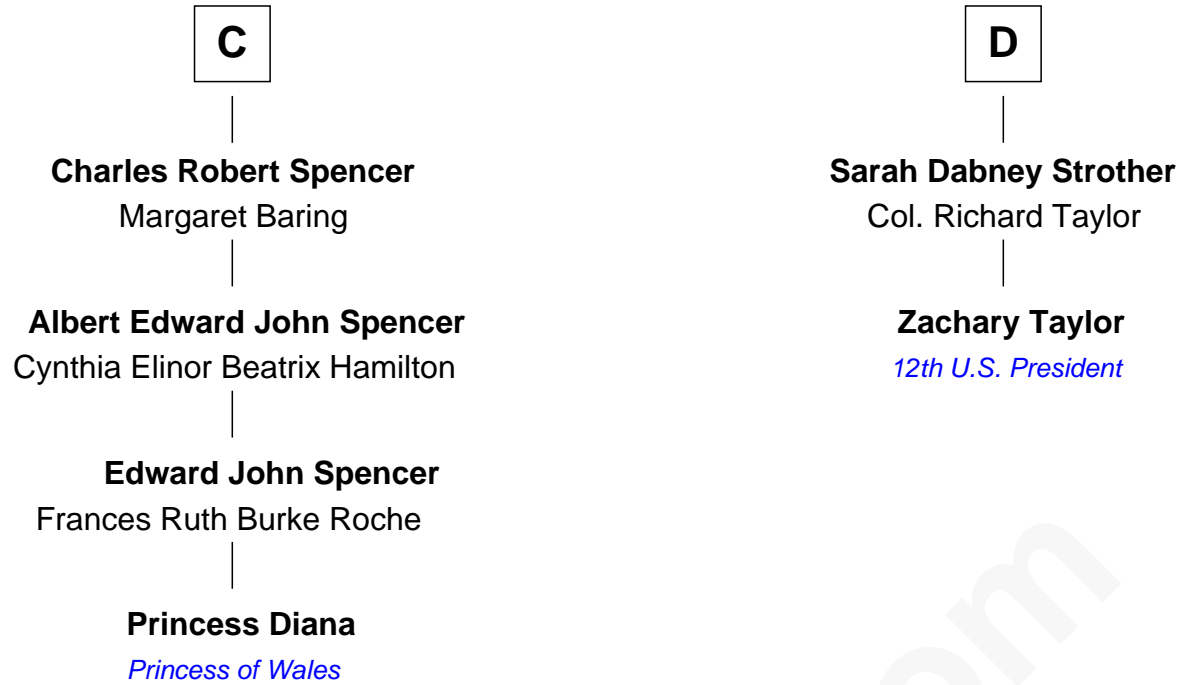 C
Charles Robert Spencer
Margaret Baring
Albert Edward John Spencer
Cynthia Elinor Beatrix Hamilton
Edward John Spencer
Frances Ruth Burke Roche
Princess Diana
Princess of Wales
D
Sarah Dabney Strother
Col. Richard Taylor
Zachary Taylor
12th U.S. President
om